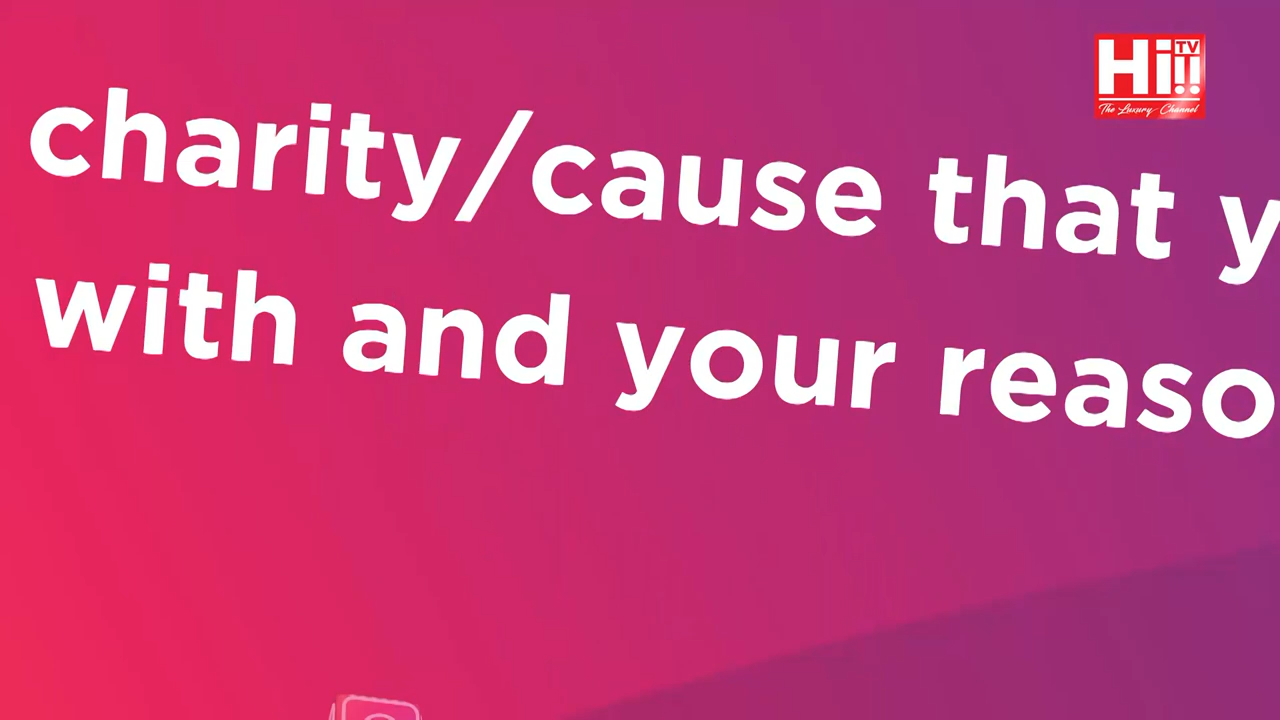 charity/cause that y
with and your reaso
Hi!!
TV
The Luxury Channel